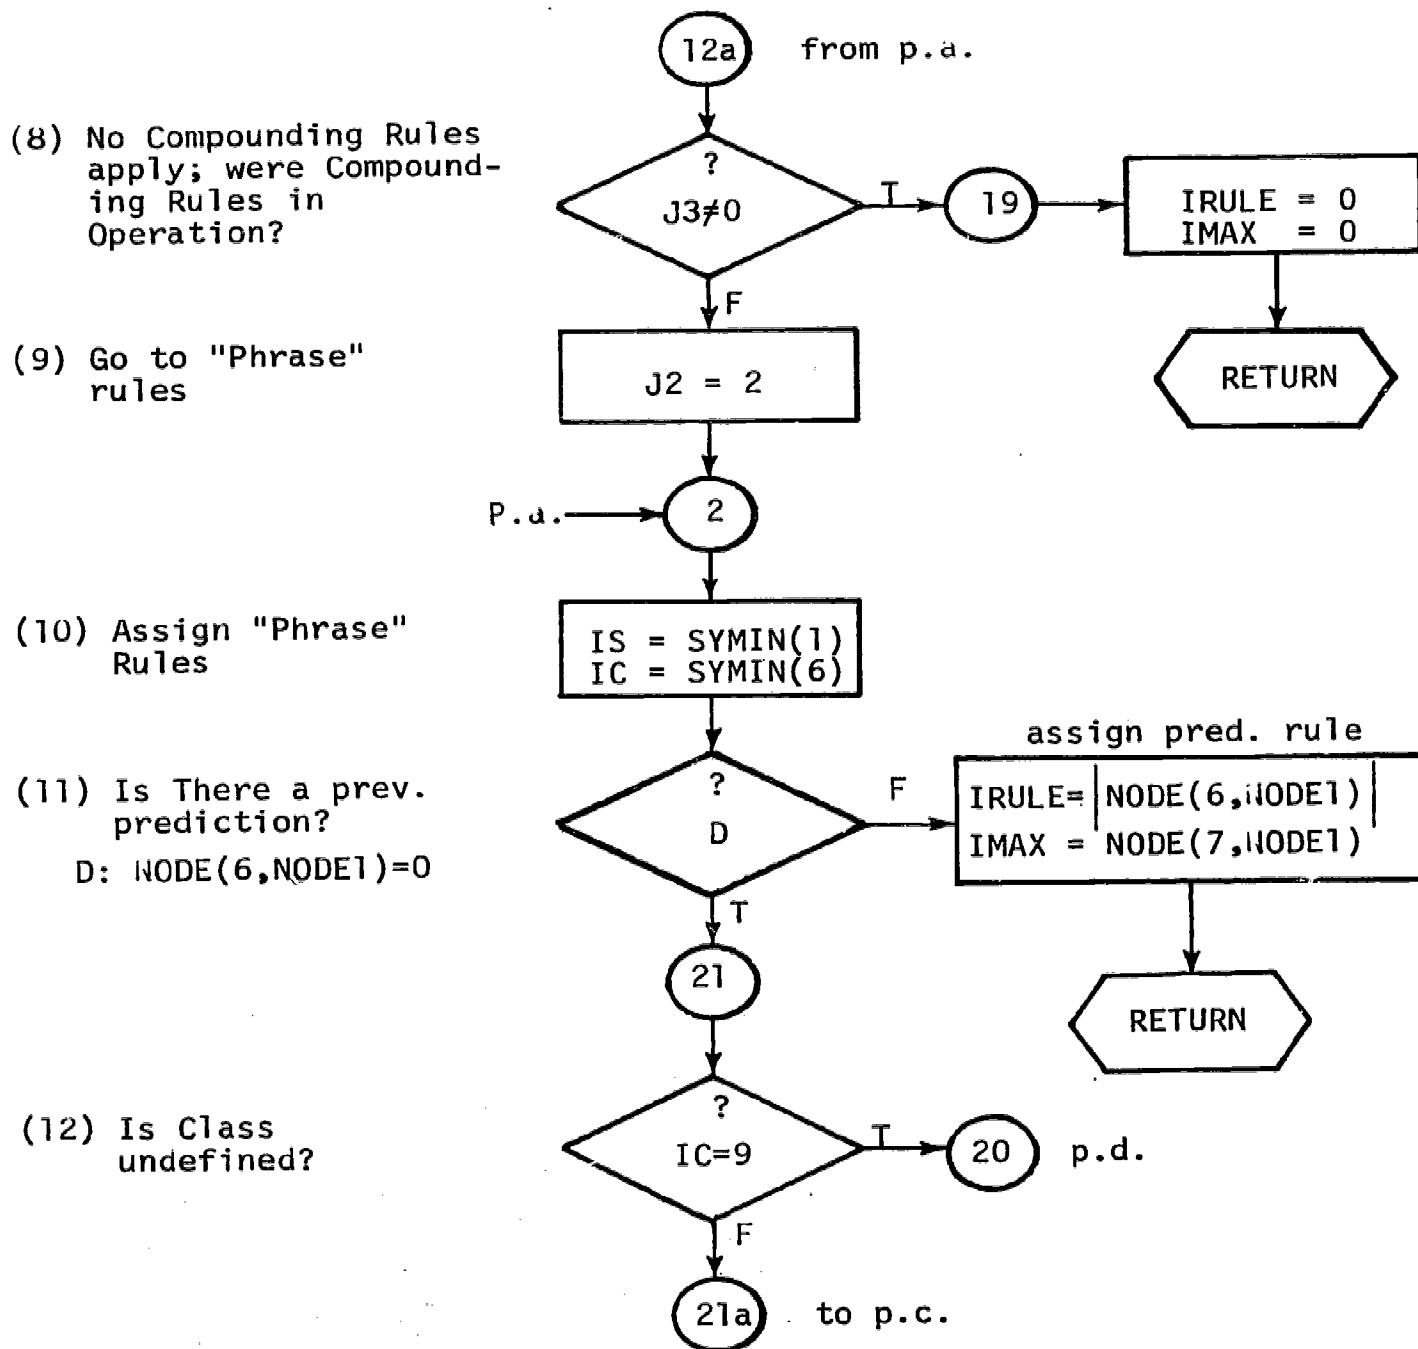 12a from p.a.
(8) No Compounding Rules
apply; were Compound-
ing Rules in
Operation?
?
J3≠0
T
19
IRULE = 0
IMAX = 0
F
RETURN
(9) Go to "Phrase"
rules
J2 = 2
P.a.
2
(10) Assign "Phrase"
Rules
IS = SYMIN(1)
IC = SYMIN(6)
assign pred. rule
(11) Is There a prev.
prediction?
D: NODE(6,NODE1)=0
?
D
F
IRULE=|NODE(6,NODE1)|
IMAX = NODE(7,NODE1)
T
21
RETURN
(12) Is Class
undefined?
?
IC=9
T
20 p.d.
F
21a to p.c.